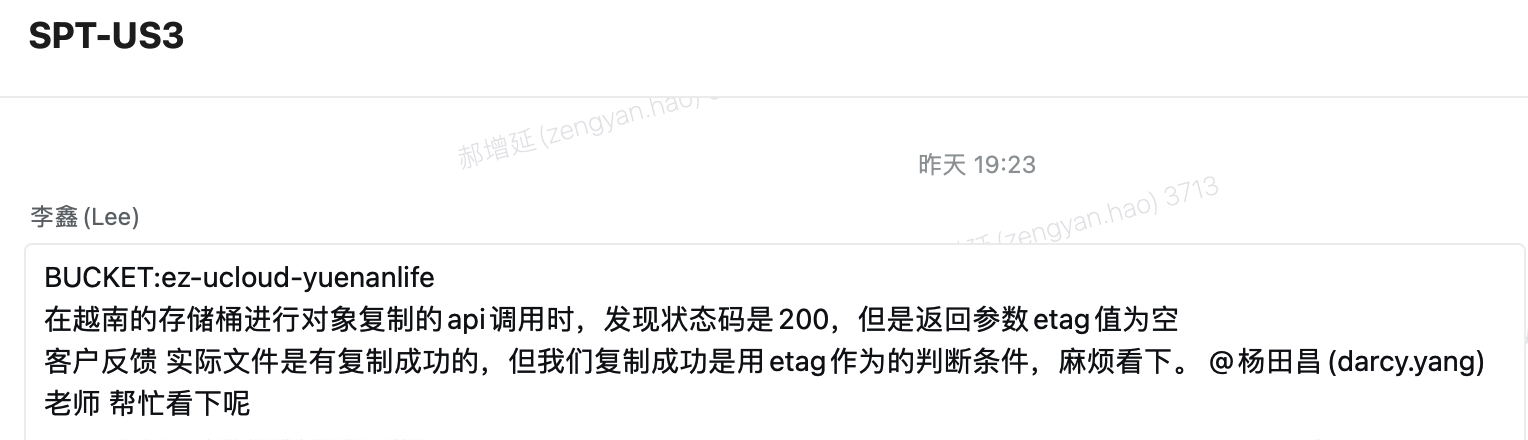 SPT-US3
郝增延(zengyan.hao)
昨天 19:23
延(zengyan.hao) 3713
李鑫(Lee)
BUCKET:ez-ucloud-yuenanlife
在越南的存储桶进行对象复制的api调用时，发现状态码是200，但是返回参数etag值为空
客户反馈 实际文件是有复制成功的，但我们复制成功是用etag作为的判断条件，麻烦看下。 @杨田昌(darcy.yang)
老师 帮忙看下呢